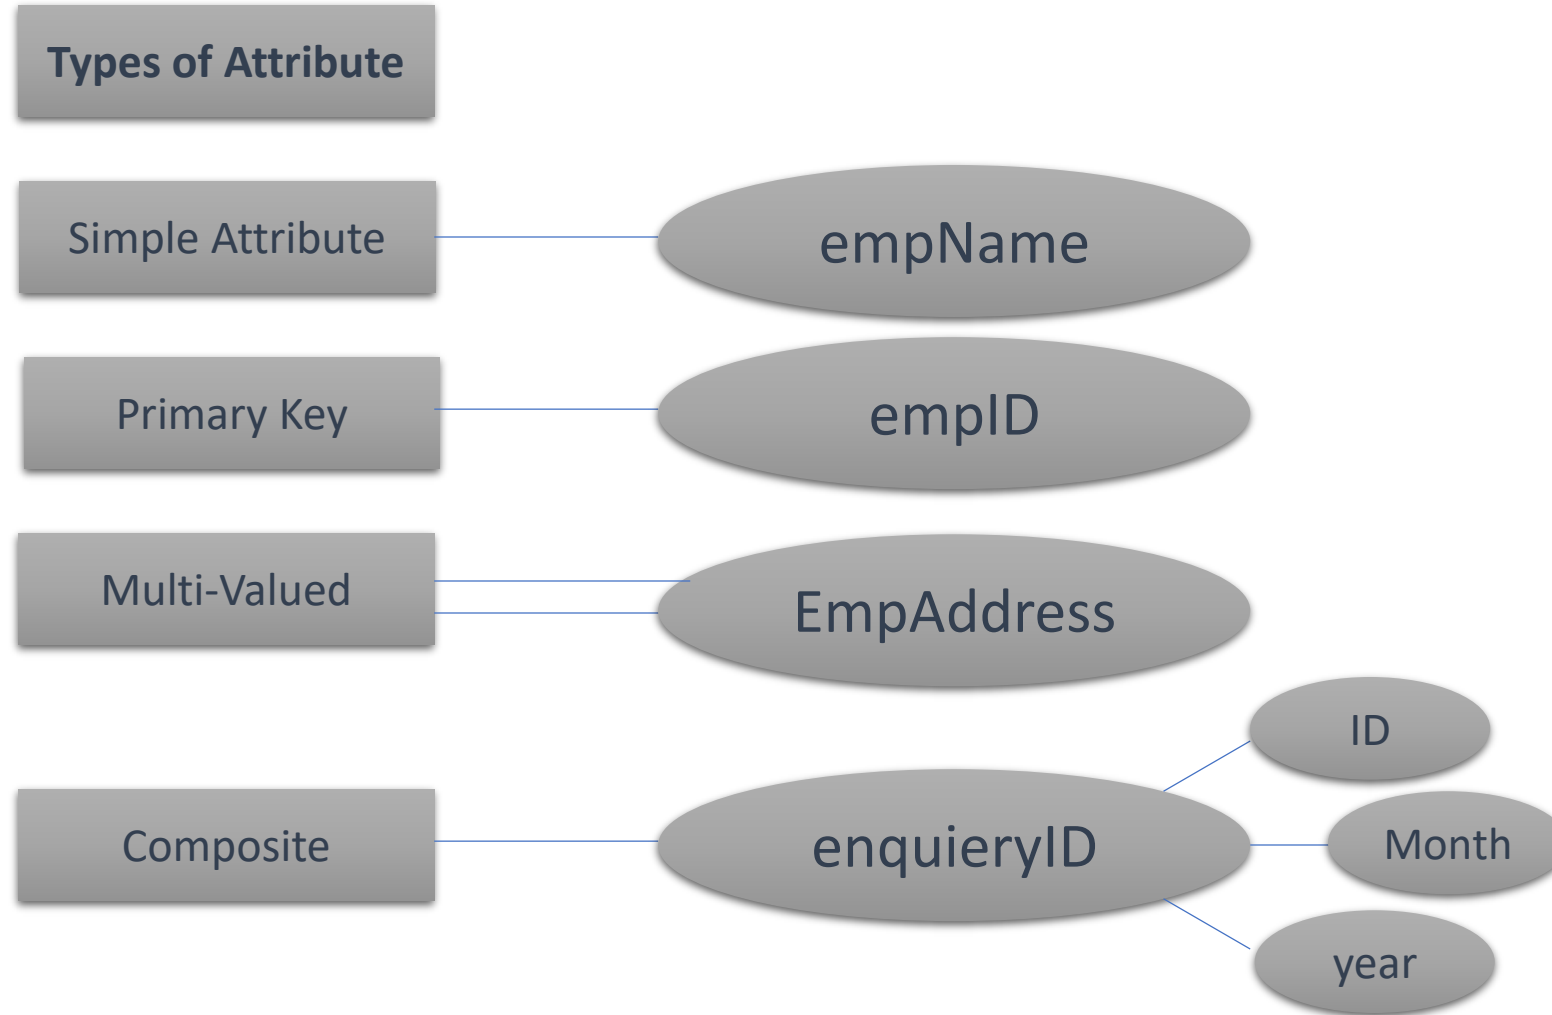 Types of Attribute
Simple Attribute
empName
Primary Key
empID
Multi-Valued
EmpAddress
ID
Composite
enquieryID
Month
year